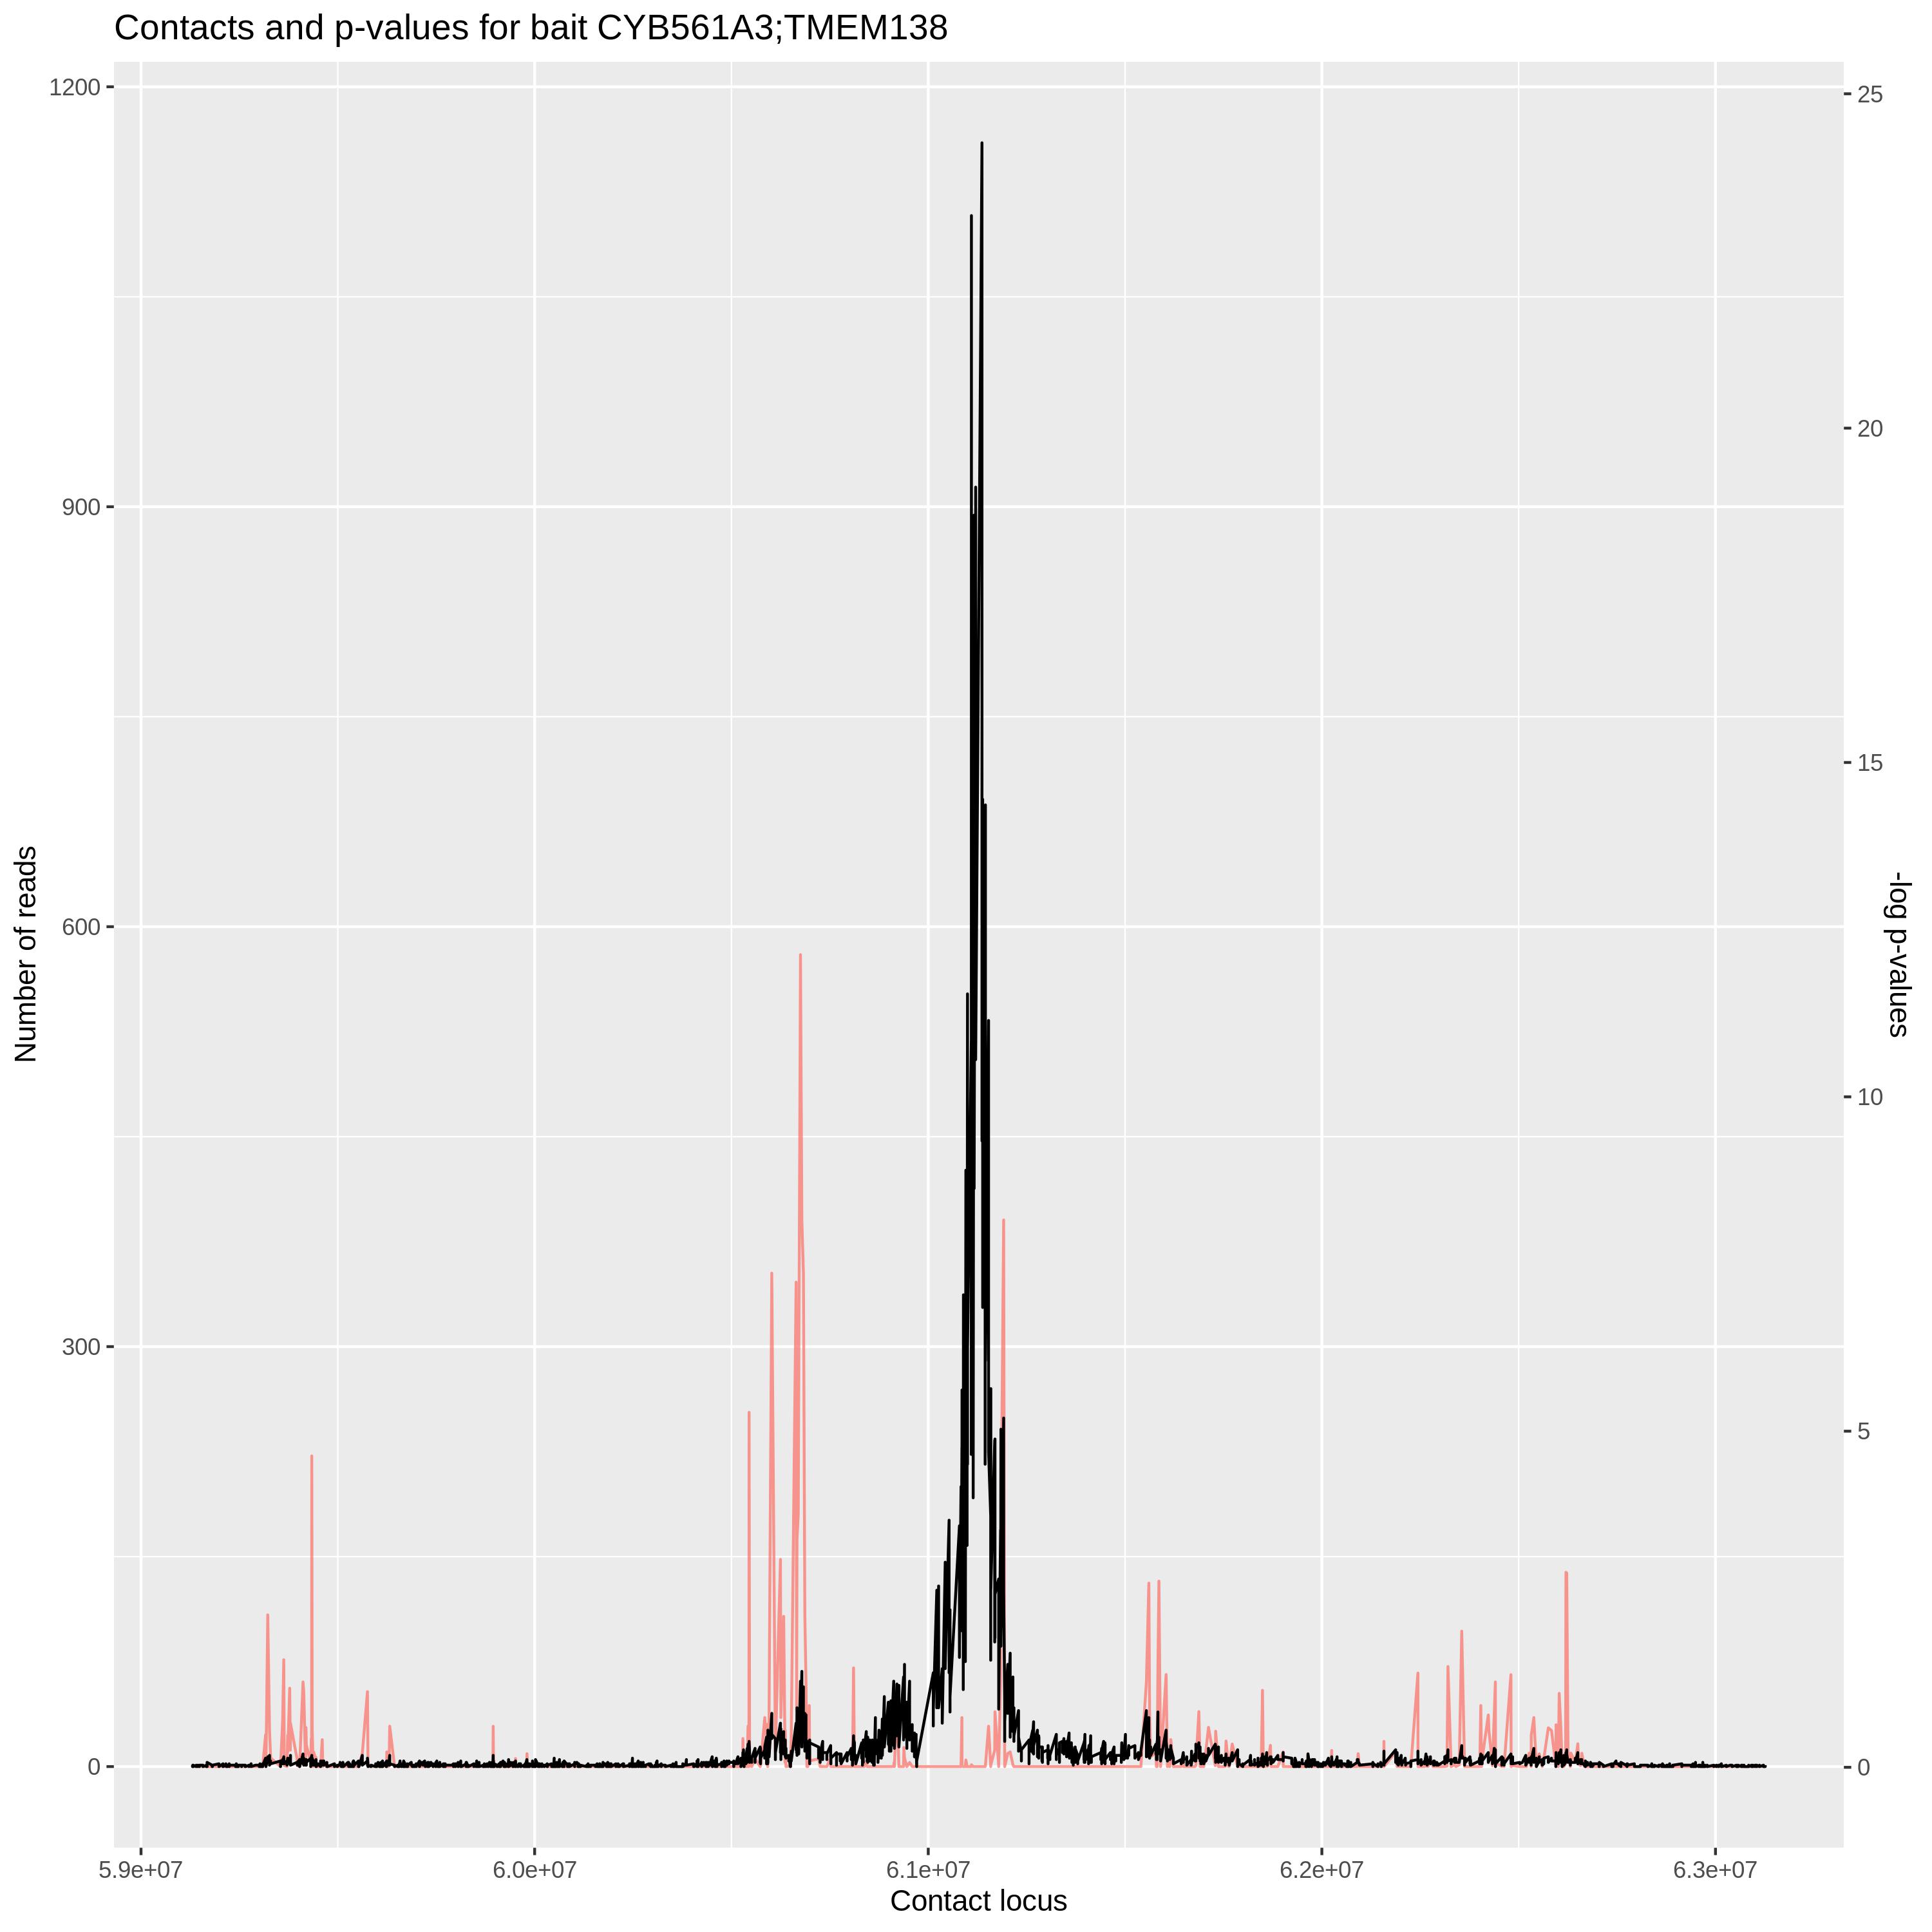 Contacts and p-values for bait CYB561A3;TMEM138
1200
900
600
300
0
Number of reads
25
20
15
10
5
0
-log p-values
5.9e+07
6.0e+07
6.1e+07
6.2e+07
6.3e+07
Contact locus